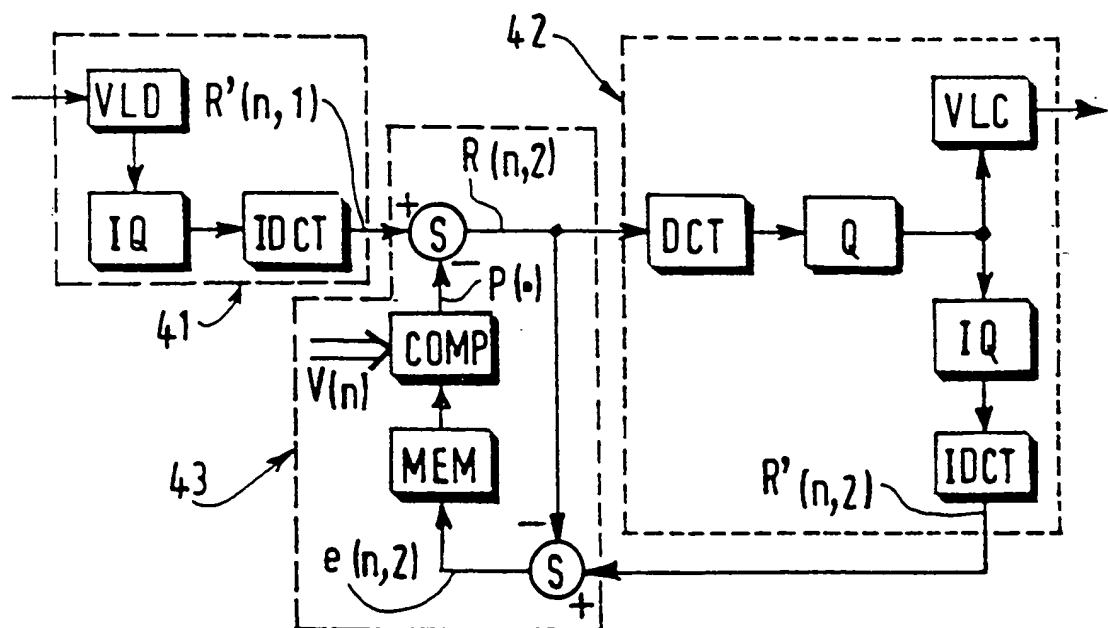 42
VLD
R'(n,1)
VLC
R(n,2)
IQ
IDCT
+
S
DCT
Q
−
P(•)
41
COMP
IQ
V(n)
MEM
IDCT
43
R'(n,2)
−
e(n,2)
S
+